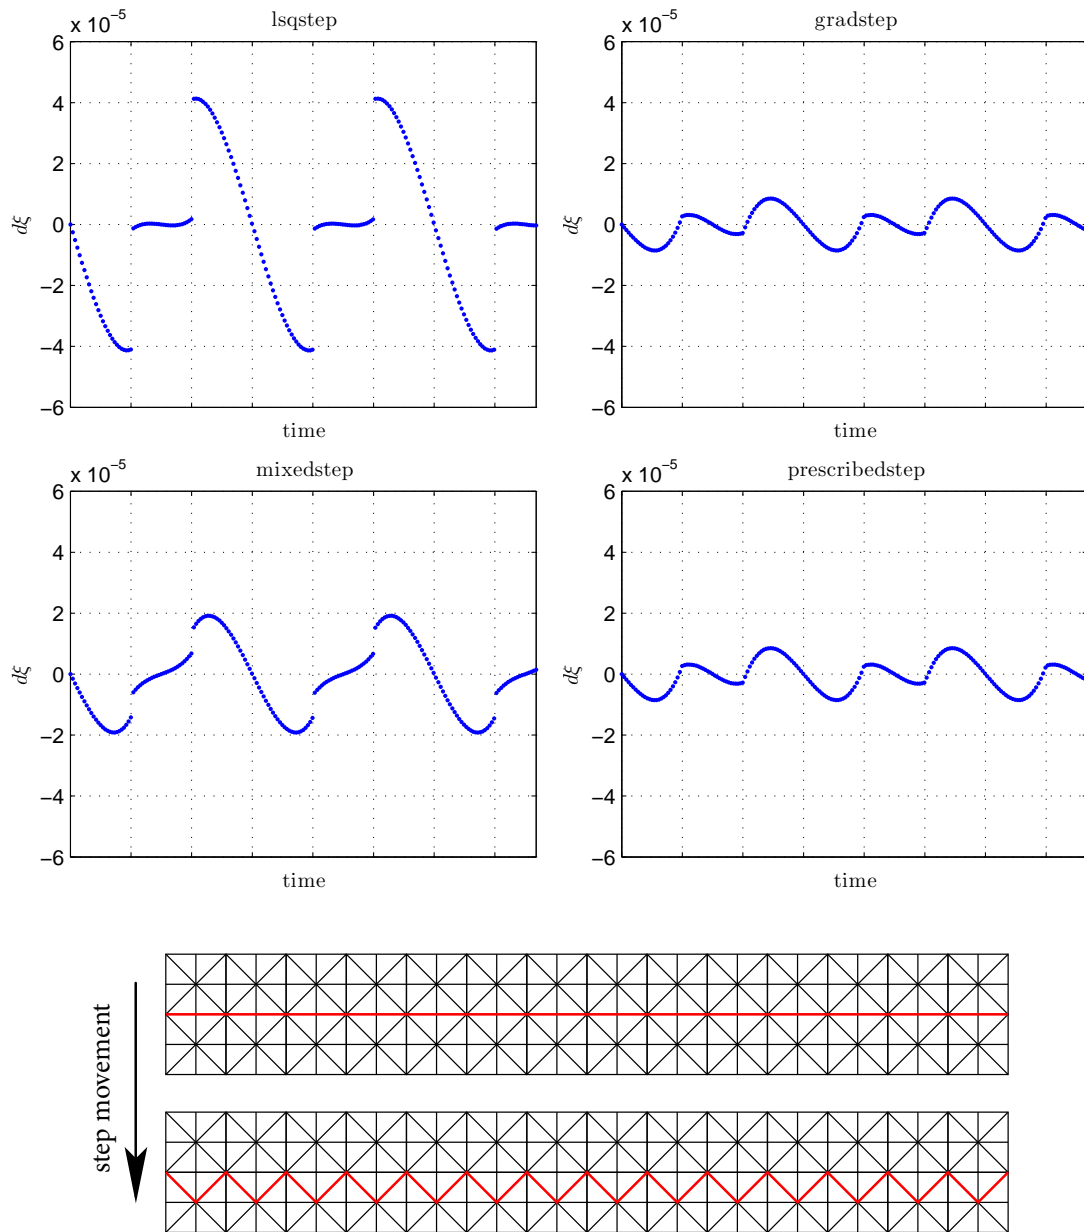 lsqstep
x 10⁻⁵
6
4
2
0
−2
−4
−6
dξ
time
gradstep
x 10⁻⁵
6
4
2
0
−2
−4
−6
dξ
time
mixedstep
x 10⁻⁵
6
4
2
0
−2
−4
−6
dξ
time
prescribedstep
x 10⁻⁵
6
4
2
0
−2
−4
−6
dξ
time
step movement